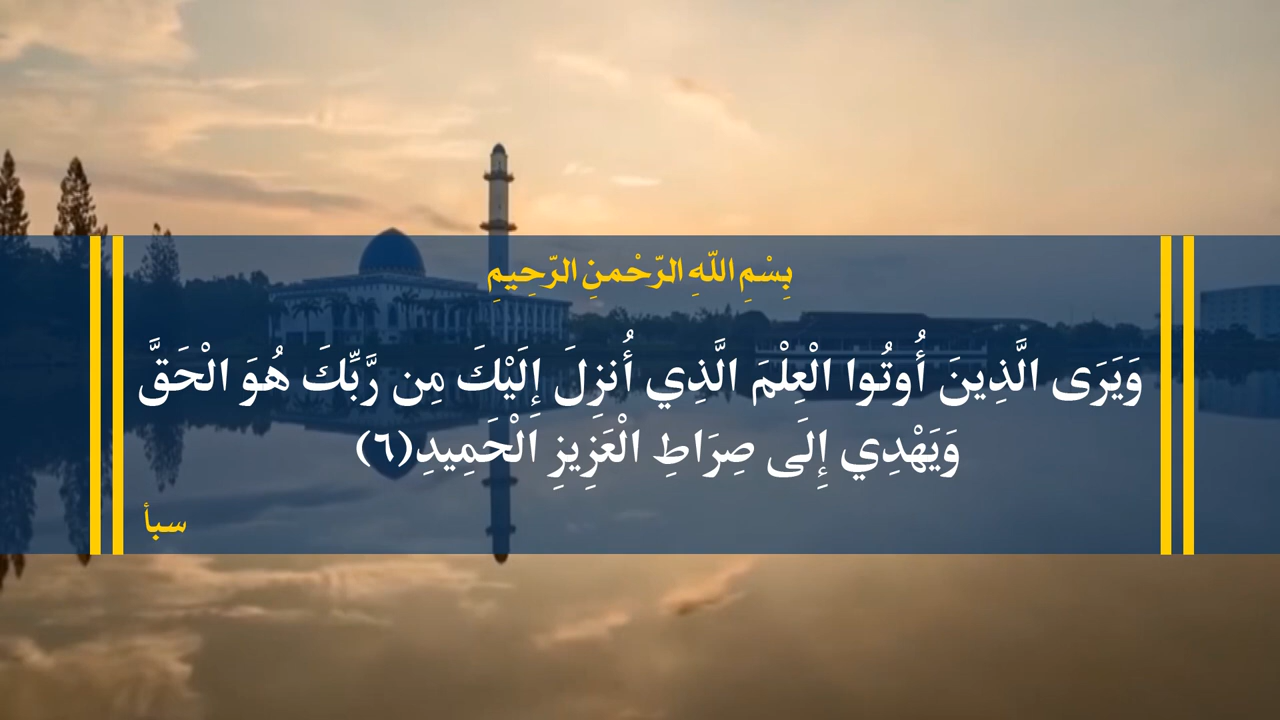 بِسْمِ اللّهِ الرّحْمنِ الرّحِيمِ
وَيَرَى الَّذِينَ أُوتُوا الْعِلْمَ الَّذِي أُنزِلَ إِلَيْكَ مِن رَّبِّكَ هُوَ الْحَقَّ
وَيَهْدِي إِلَى صِرَاطِ الْعَزِيزِ الْحَمِيدِ(٦)
سبأ